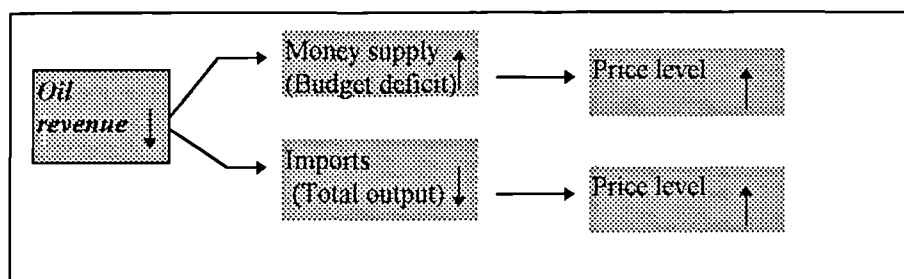 Oil
revenue
Money supply
(Budget deficit)
Price level
Imports
(Total output)
Price level